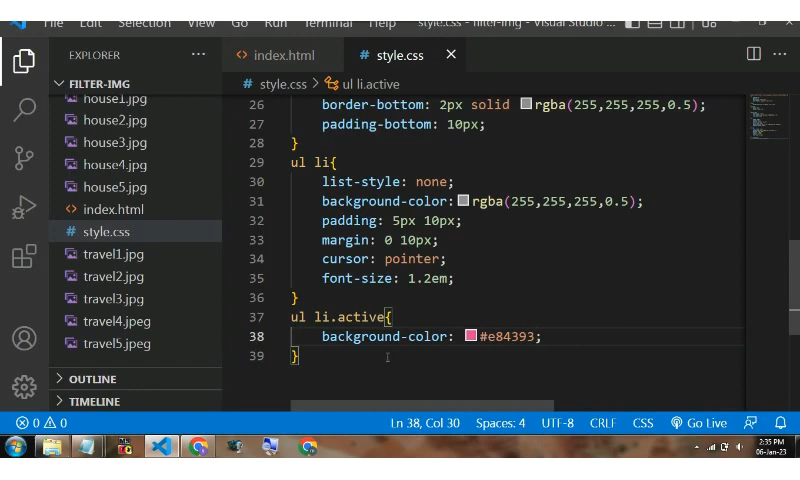 File Edit Selection View Go Run Terminal Help style.css - filter-img - Visual Studio ...
EXPLORER ...
index.html
# style.css
FILTER-IMG
# style.css > ul li.active
house1.jpg
house2.jpg
house3.jpg
house4.jpg
house5.jpg
index.html
# style.css
travel1.jpg
travel2.jpg
travel3.jpg
travel4.jpeg
travel5.jpeg
OUTLINE
TIMELINE
26 border-bottom: 2px solid rgba(255,255,255,0.5);
27 padding-bottom: 10px;
28 }
29 ul li{
30 list-style: none;
31 background-color: rgba(255,255,255,0.5);
32 padding: 5px 10px;
33 margin: 0 10px;
34 cursor: pointer;
35 font-size: 1.2em;
36 }
37 ul li.active{
38 background-color: #e84393;
39 }
0 0 Ln 38, Col 30 Spaces: 4 UTF-8 CRLF CSS Go Live
2:35 PM
06-Jan-23